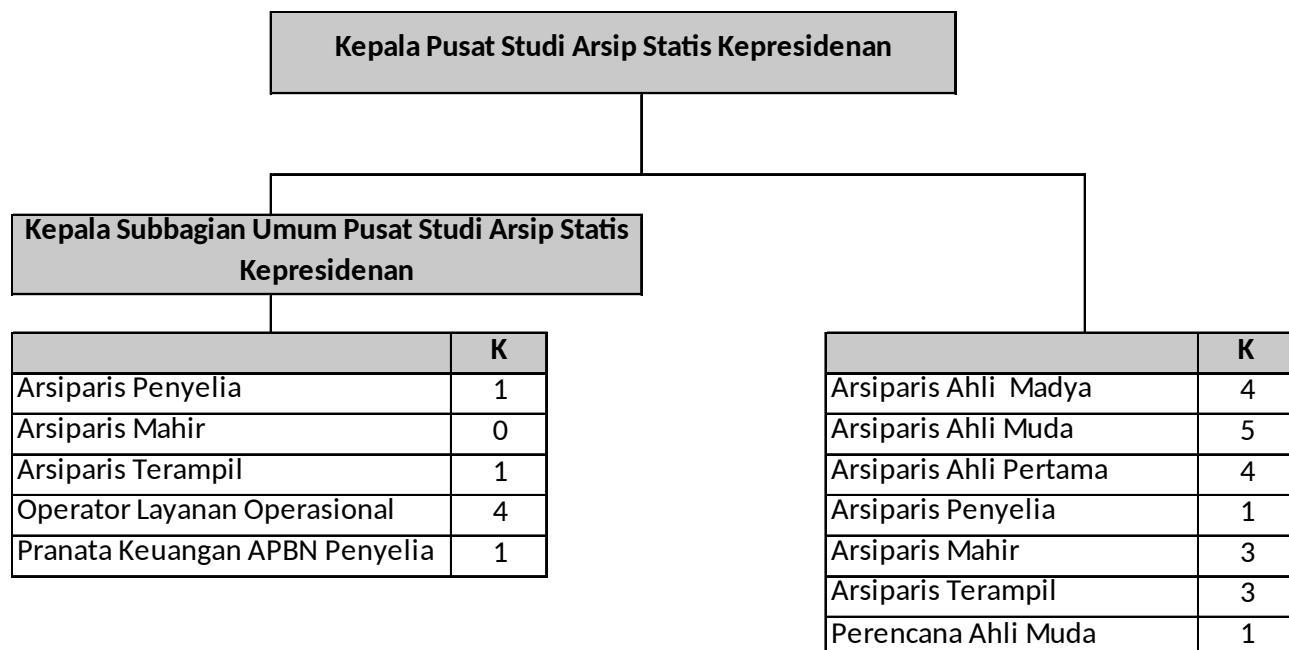 Kepala Pusat Studi Arsip Statis Kepresidenan
Kepala Subbagian Umum Pusat Studi Arsip Statis
Kepresidenan
K
Arsiparis Penyelia 1
Arsiparis Mahir 0
Arsiparis Terampil 1
Operator Layanan Operasional 4
Pranata Keuangan APBN Penyelia 1
K
Arsiparis Ahli Madya 4
Arsiparis Ahli Muda 5
Arsiparis Ahli Pertama 4
Arsiparis Penyelia 1
Arsiparis Mahir 3
Arsiparis Terampil 3
Perencana Ahli Muda 1